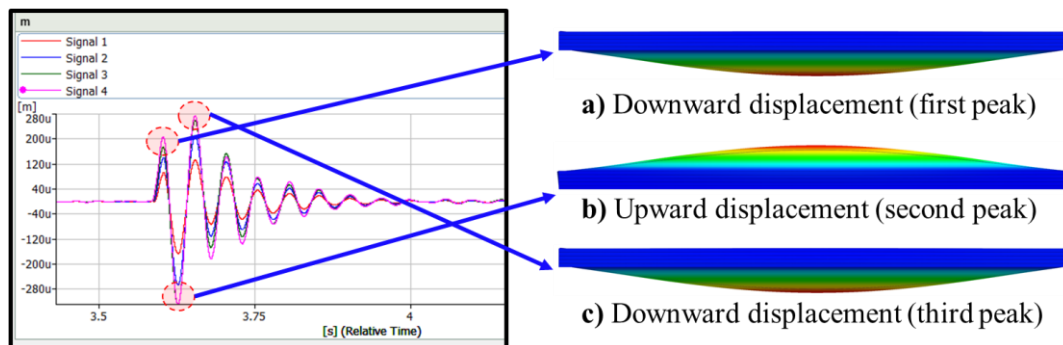 m
Signal 1
Signal 2
Signal 3
Signal 4
[m]
280u
200u
120u
40u
-40u
-120u
-200u
-280u
3.5
3.75
4
[s] (Relative Time)
a) Downward displacement (first peak)
b) Upward displacement (second peak)
c) Downward displacement (third peak)